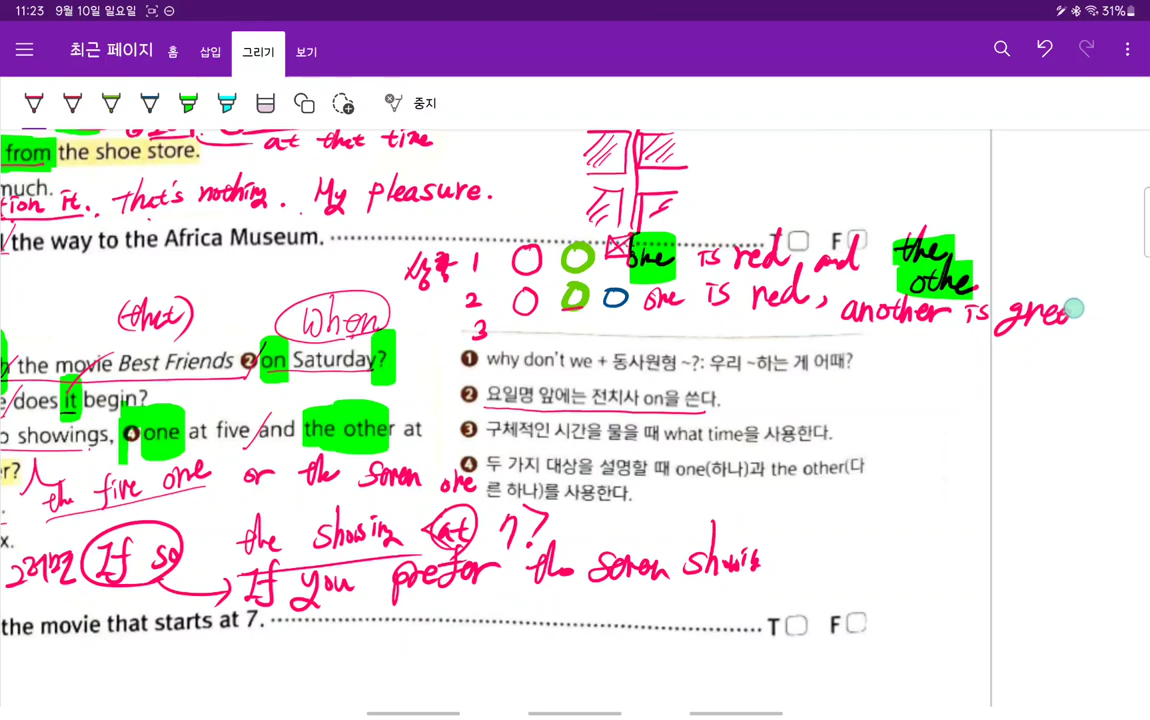 11:23 9월 10일 일요일 31%
최근 페이지 홈 삽입 그리기 보기
중지
at that time
from the shoe store.
much.
tion it. That's nothing. My pleasure.
the way to the Africa Museum. T F
1 one is red and the othe
2 one is red, another is gree
3
(that) When
the movie Best Friends ❷ on Saturday?
does it begin?
showings, ❹ one at five and the other at
r?
the five one or the seven one
❶ why don't we + 동사원형 ~?: 우리 ~하는 게 어때?
❷ 요일명 앞에는 전치사 on을 쓴다.
❸ 구체적인 시간을 물을 때 what time을 사용한다.
❹ 두 가지 대상을 설명할 때 one(하나)과 the other(다
른 하나)를 사용한다.
x.
the showing at 7?
그러면 If so If you prefer the seven
the movie that starts at 7. T F